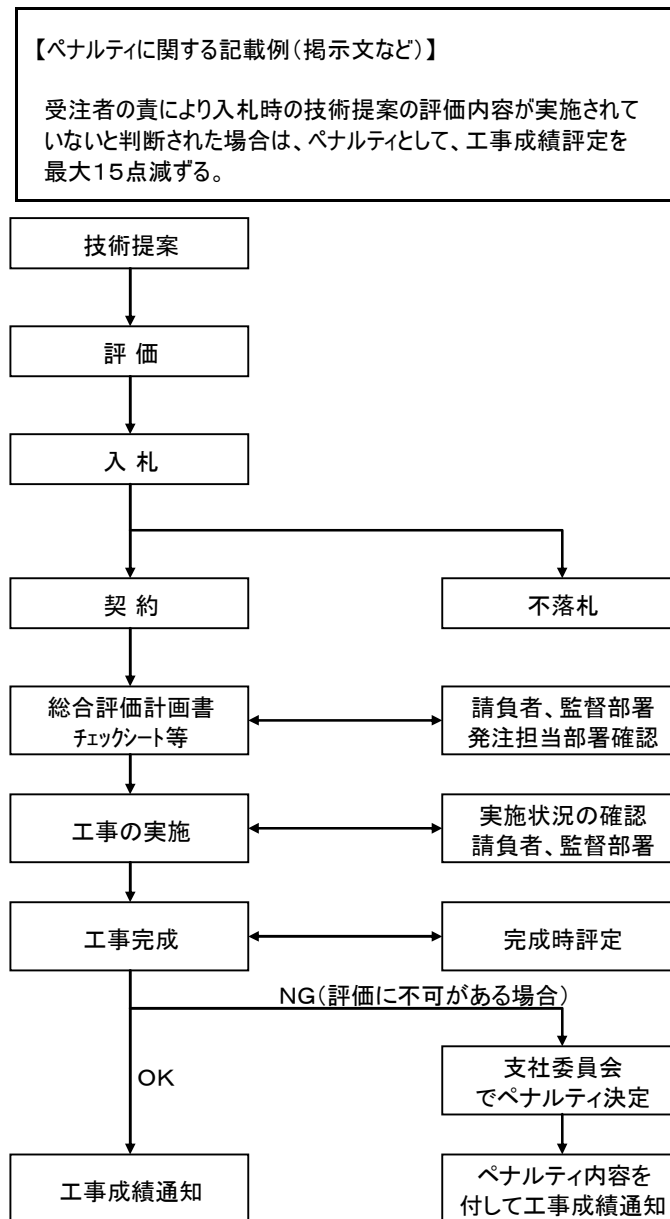 【ペナルティに関する記載例(掲示文など)】
受注者の責により入札時の技術提案の評価内容が実施されて
いないと判断された場合は、ペナルティとして、工事成績評定を
最大15点減ずる。
技術提案
評 価
入 札
契 約
不落札
総合評価計画書
チェックシート等
請負者、監督部署
発注担当部署確認
工事の実施
実施状況の確認
請負者、監督部署
工事完成
完成時評定
NG(評価に不可がある場合)
OK
支社委員会
でペナルティ決定
工事成績通知
ペナルティ内容を
付して工事成績通知